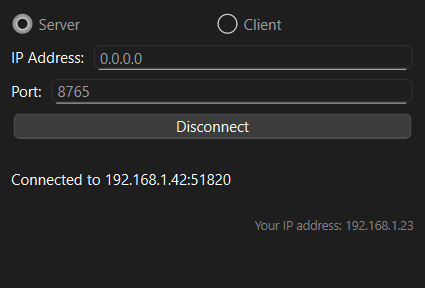 Server Client
IP Address: 0.0.0.0
Port: 8765
Disconnect
Connected to 192.168.1.42:51820
Your IP address: 192.168.1.23